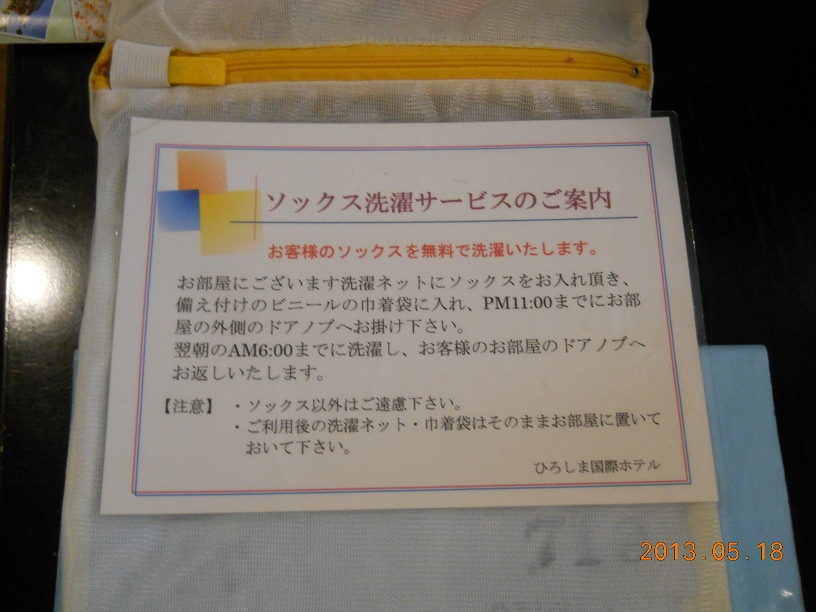 ソックス洗濯サービスのご案内
お客様のソックスを無料で洗濯いたします。
お部屋にございます洗濯ネットにソックスをお入れ頂き、
備え付けのビニールの巾着袋に入れ、PM11:00までにお部
屋の外側のドアノブへお掛け下さい。
翌朝のAM6:00までに洗濯し、お客様のお部屋のドアノブへ
お返しいたします。
【注意】 ・ソックス以外はご遠慮下さい。
・ご利用後の洗濯ネット・巾着袋はそのままお部屋に置いて
おいて下さい。
ひろしま国際ホテル
2013.05.18